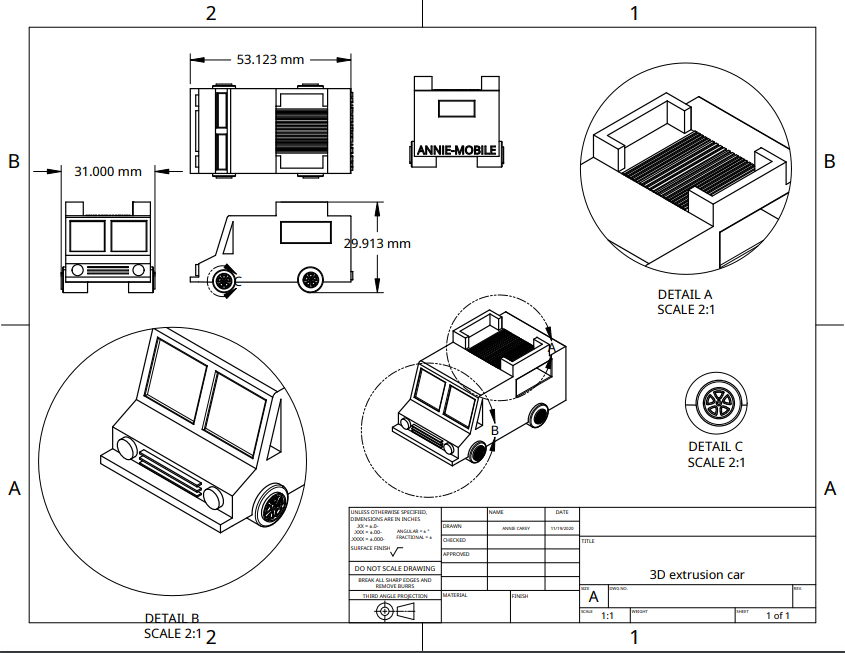 2
1
53.123 mm
B
31.000 mm
ANNIE-MOBILE
B
29.913 mm
C
DETAIL A
SCALE 2:1
A
B
DETAIL C
SCALE 2:1
A
A
UNLESS OTHERWISE SPECIFIED,
DIMENSIONS ARE IN INCHES
.XX = ±.0-
.XXX = ±.00-
.XXXX = ±.000-
ANGULAR = ± °
FRACTIONAL = ±
SURFACE FINISH
DO NOT SCALE DRAWING
BREAK ALL SHARP EDGES AND
REMOVE BURRS
THIRD ANGLE PROJECTION
NAME
DATE
DRAWN
ANNIE CAREY
11/19/2020
CHECKED
APPROVED
MATERIAL
FINISH
TITLE
3D extrusion car
SIZE
A
DWG NO.
REV.
SCALE
1:1
WEIGHT
SHEET
1 of 1
DETAIL B
SCALE 2:1
2
1